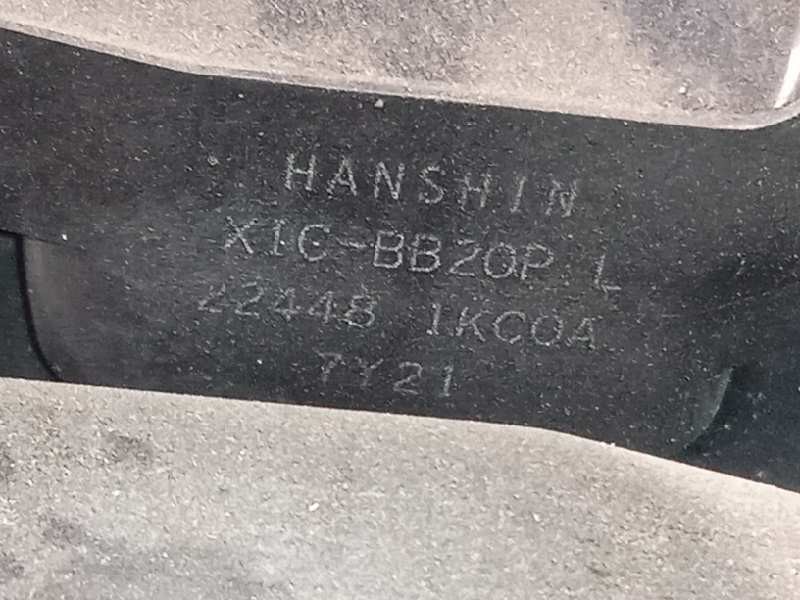 HANSHIN
X1C-BB20P L
22448 1KC0A
7Y21